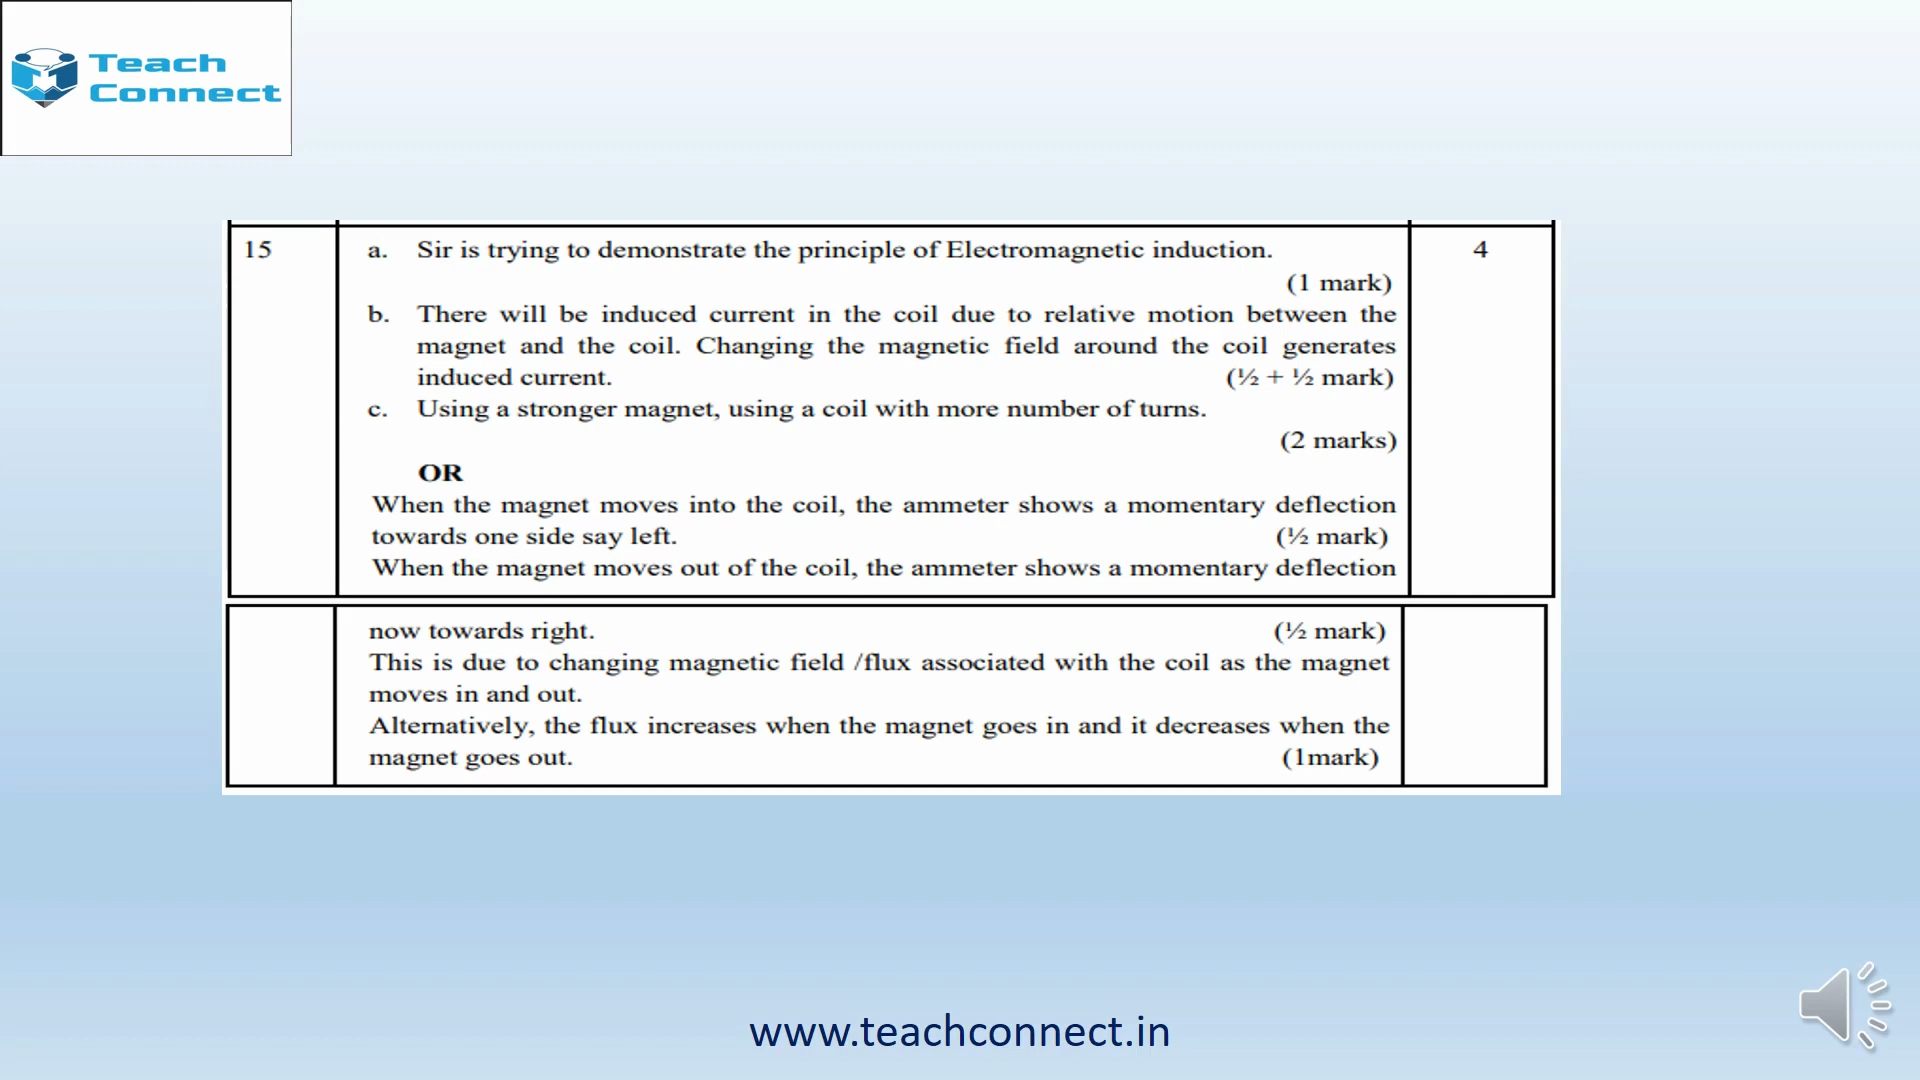 Teach
Connect
15
a. Sir is trying to demonstrate the principle of Electromagnetic induction.
4
(1 mark)
b. There will be induced current in the coil due to relative motion between the
magnet and the coil. Changing the magnetic field around the coil generates
induced current. (½ + ½ mark)
c. Using a stronger magnet, using a coil with more number of turns.
(2 marks)
OR
When the magnet moves into the coil, the ammeter shows a momentary deflection
towards one side say left. (½ mark)
When the magnet moves out of the coil, the ammeter shows a momentary deflection
now towards right. (½ mark)
This is due to changing magnetic field /flux associated with the coil as the magnet
moves in and out.
Alternatively, the flux increases when the magnet goes in and it decreases when the
magnet goes out. (1mark)
www.teachconnect.in